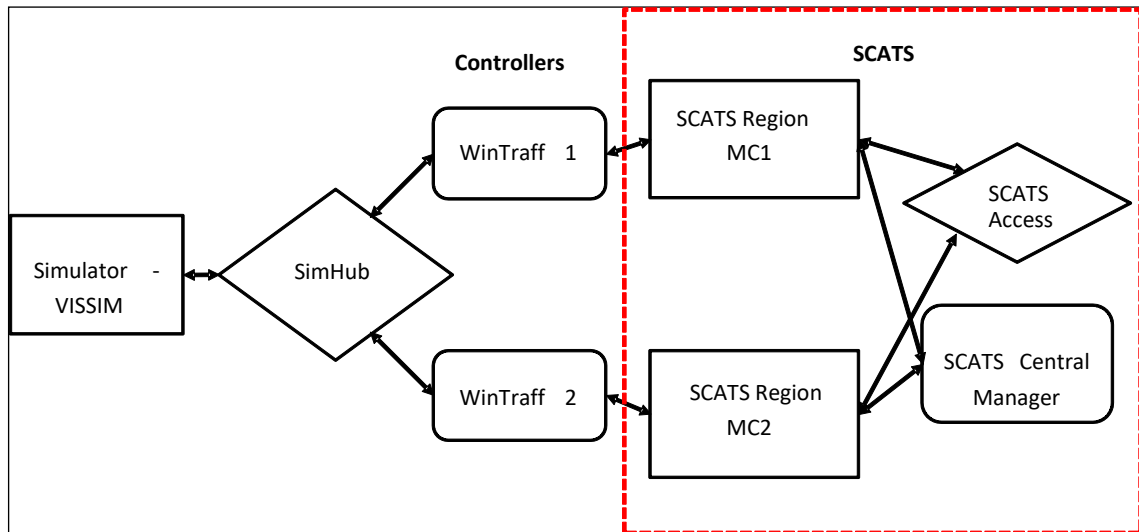 Controllers
SCATS
WinTraff 1
SCATS Region
MC1
SCATS
Access
Simulator -
VISSIM
SimHub
WinTraff 2
SCATS Region
MC2
SCATS Central
Manager